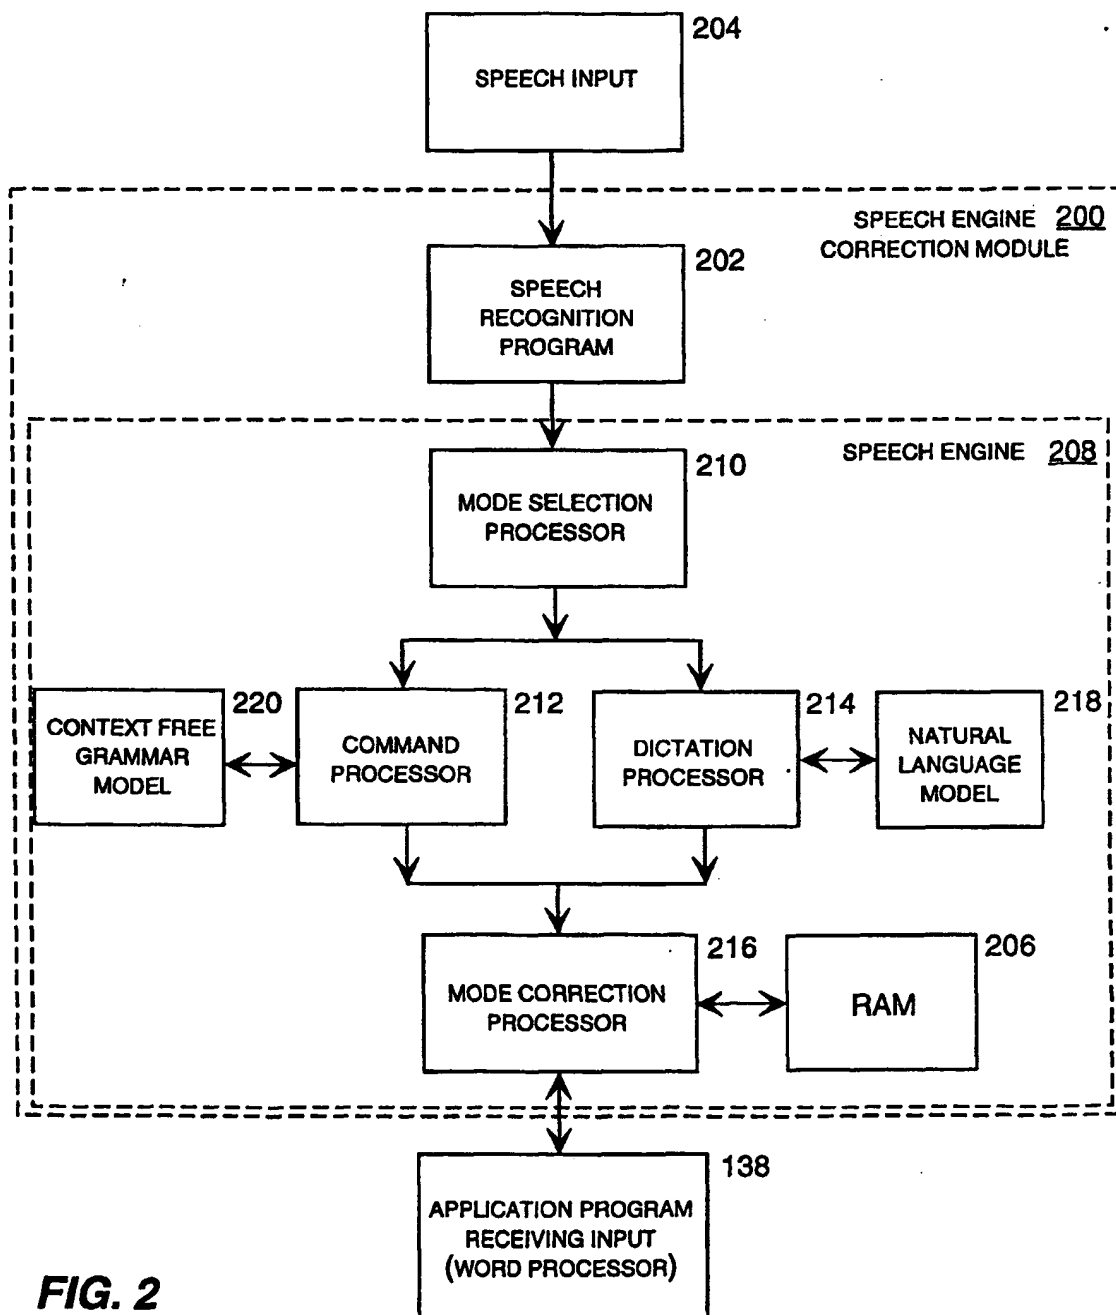 204
SPEECH INPUT
SPEECH ENGINE 200
CORRECTION MODULE
202
SPEECH
RECOGNITION
PROGRAM
210
SPEECH ENGINE 208
MODE SELECTION
PROCESSOR
220
212
214
218
CONTEXT FREE
GRAMMAR
MODEL
COMMAND
PROCESSOR
DICTATION
PROCESSOR
NATURAL
LANGUAGE
MODEL
216
206
MODE CORRECTION
PROCESSOR
RAM
138
APPLICATION PROGRAM
RECEIVING INPUT
(WORD PROCESSOR)
FIG. 2